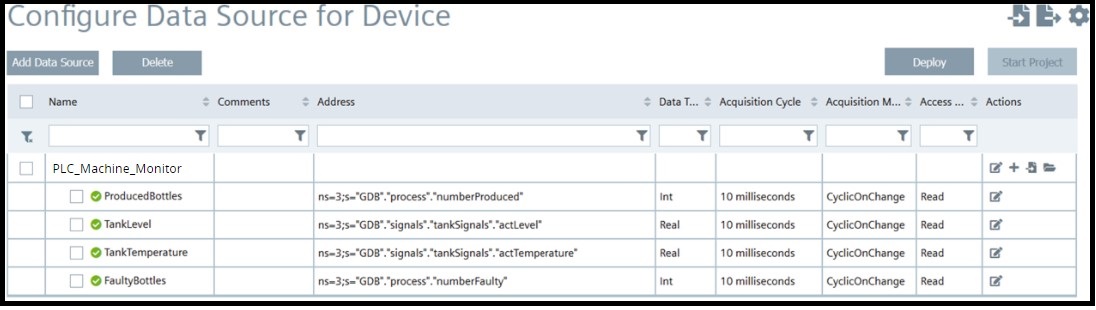 Configure Data Source for Device
Add Data Source Delete Deploy Start Project
Name Comments Address Data T... Acquisition Cycle Acquisition M... Access ... Actions
PLC_Machine_Monitor
ProducedBottles ns=3;s="GDB"."process"."numberProduced" Int 10 milliseconds CyclicOnChange Read
TankLevel ns=3;s="GDB"."signals"."tankSignals"."actLevel" Real 10 milliseconds CyclicOnChange Read
TankTemperature ns=3;s="GDB"."signals"."tankSignals"."actTemperature" Real 10 milliseconds CyclicOnChange Read
FaultyBottles ns=3;s="GDB"."process"."numberFaulty" Int 10 milliseconds CyclicOnChange Read